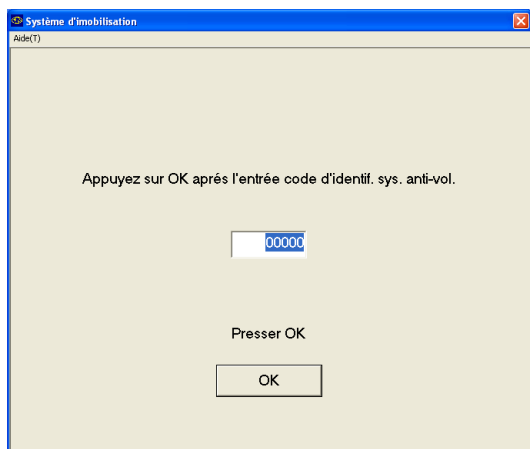 Système d'imobilisation
Aide(T)
Appuyez sur OK aprés l'entrée code d'identif. sys. anti-vol.
00000
Presser OK
OK